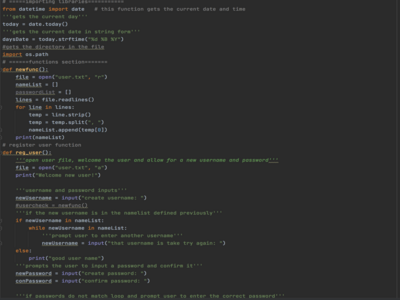 # =====importing libraries===========
from datetime import date   # this function gets the current date and time
'''gets the current day'''
today = date.today()
'''gets the current date in string form'''
daysDate = today.strftime("%d %B %Y")
#gets the directory in the file
import os.path
# ======functions section=======
def newfunc():
    file = open("user.txt", "r")
    nameList = []
    passwordList = []
    lines = file.readlines()
    for line in lines:
        temp = line.strip()
        temp = temp.split(", ")
        nameList.append(temp[0])
    print(nameList)
# register user function
def reg_user():
    '''open user file, welcome the user and allow for a new username and password'''
    file = open("user.txt", "a")
    print("Welcome new user!")
    '''username and password inputs'''
    newUsername = input("create username: ")
    #usercheck = newfunc()
    '''if the new username is in the namelist defined previously'''
    if newUsername in nameList:
        while newUsername in nameList:
            '''prompt user to enter another username'''
            newUsername = input("that username is take try again: ")
    else:
        print("good user name")
    '''prompts the user to input a password and confirm it'''
    newPassword = input("create password: ")
    conPassword = input("confirm password: ")
    '''if passwords do not match loop and prompt user to enter the correct password'''